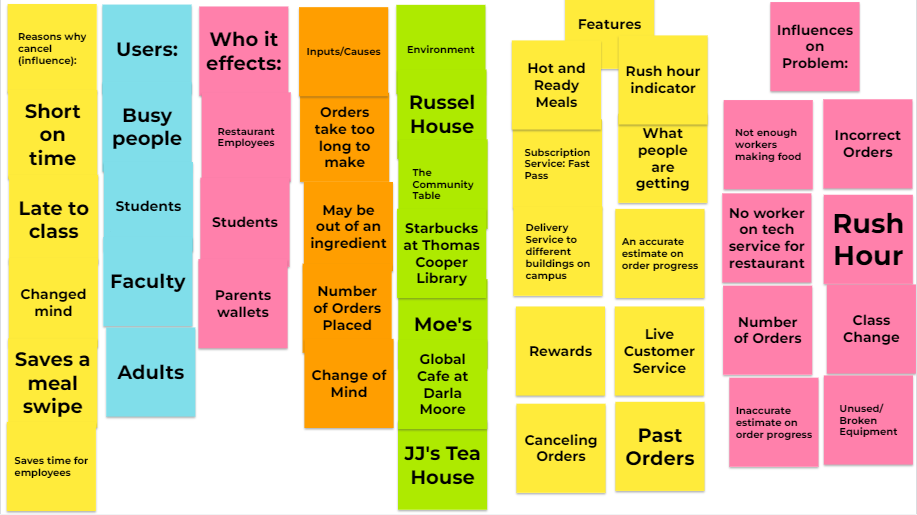 Reasons why
cancel
(influence):
Short
on
time
Late to
class
Changed
mind
Saves a
meal
swipe
Saves time for
employees
Users:
Busy
people
Students
Faculty
Adults
Who it
effects:
Restaurant
Employees
Students
Parents
wallets
Inputs/Causes
Orders
take too
long to
make
May be
out of an
ingredient
Number
of Orders
Placed
Change of
Mind
Environment
Russel
House
The
Community
Table
Starbucks
at Thomas
Cooper
Library
Moe's
Global
Cafe at
Darla
Moore
JJ's Tea
House
Features
Hot and
Ready
Meals
Rush hour
indicator
Subscription
Service: Fast
Pass
What
people
are
getting
Delivery
Service to
different
buildings on
campus
An accurate
estimate on
order progress
Rewards
Live
Customer
Service
Canceling
Orders
Past
Orders
Influences
on
Problem:
Not enough
workers
making food
Incorrect
Orders
No worker
on tech
service for
restaurant
Rush
Hour
Number
of Orders
Class
Change
Inaccurate
estimate on
order progress
Unused/
Broken
Equipment